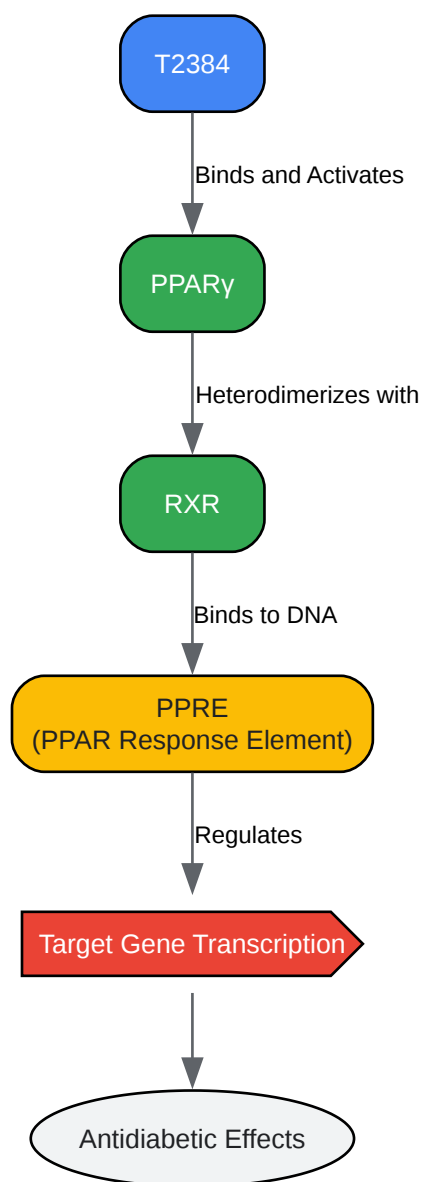 T2384
Binds and Activates
PPARγ
Heterodimerizes with
RXR
Binds to DNA
PPRE
(PPAR Response Element)
Regulates
Target Gene Transcription
Antidiabetic Effects